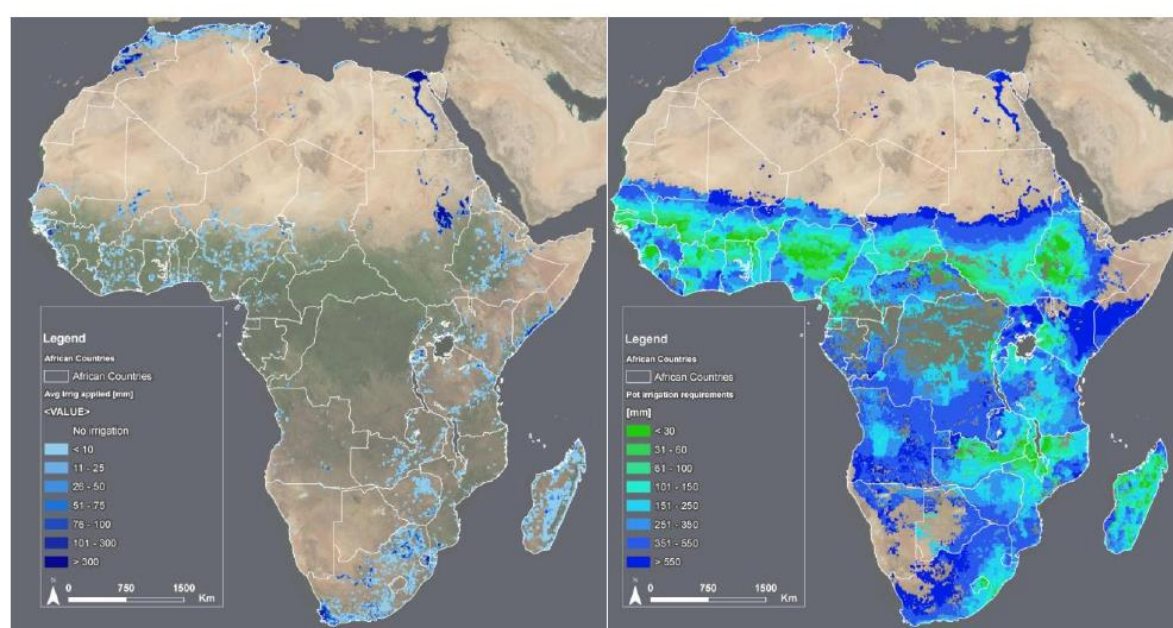 Legend
African Countries
African Countries
Avg Irrig applied [mm]
<VALUE>
No irrigation
< 10
11 - 25
26 - 50
51 - 75
76 - 100
101 - 300
> 300
N
0 750 1500
Km
Legend
African Countries
African Countries
Pot irrigation requirements
[mm]
< 30
31 - 60
61 - 100
101 - 150
151 - 250
251 - 350
351 - 550
> 550
N
0 750 1500
Km